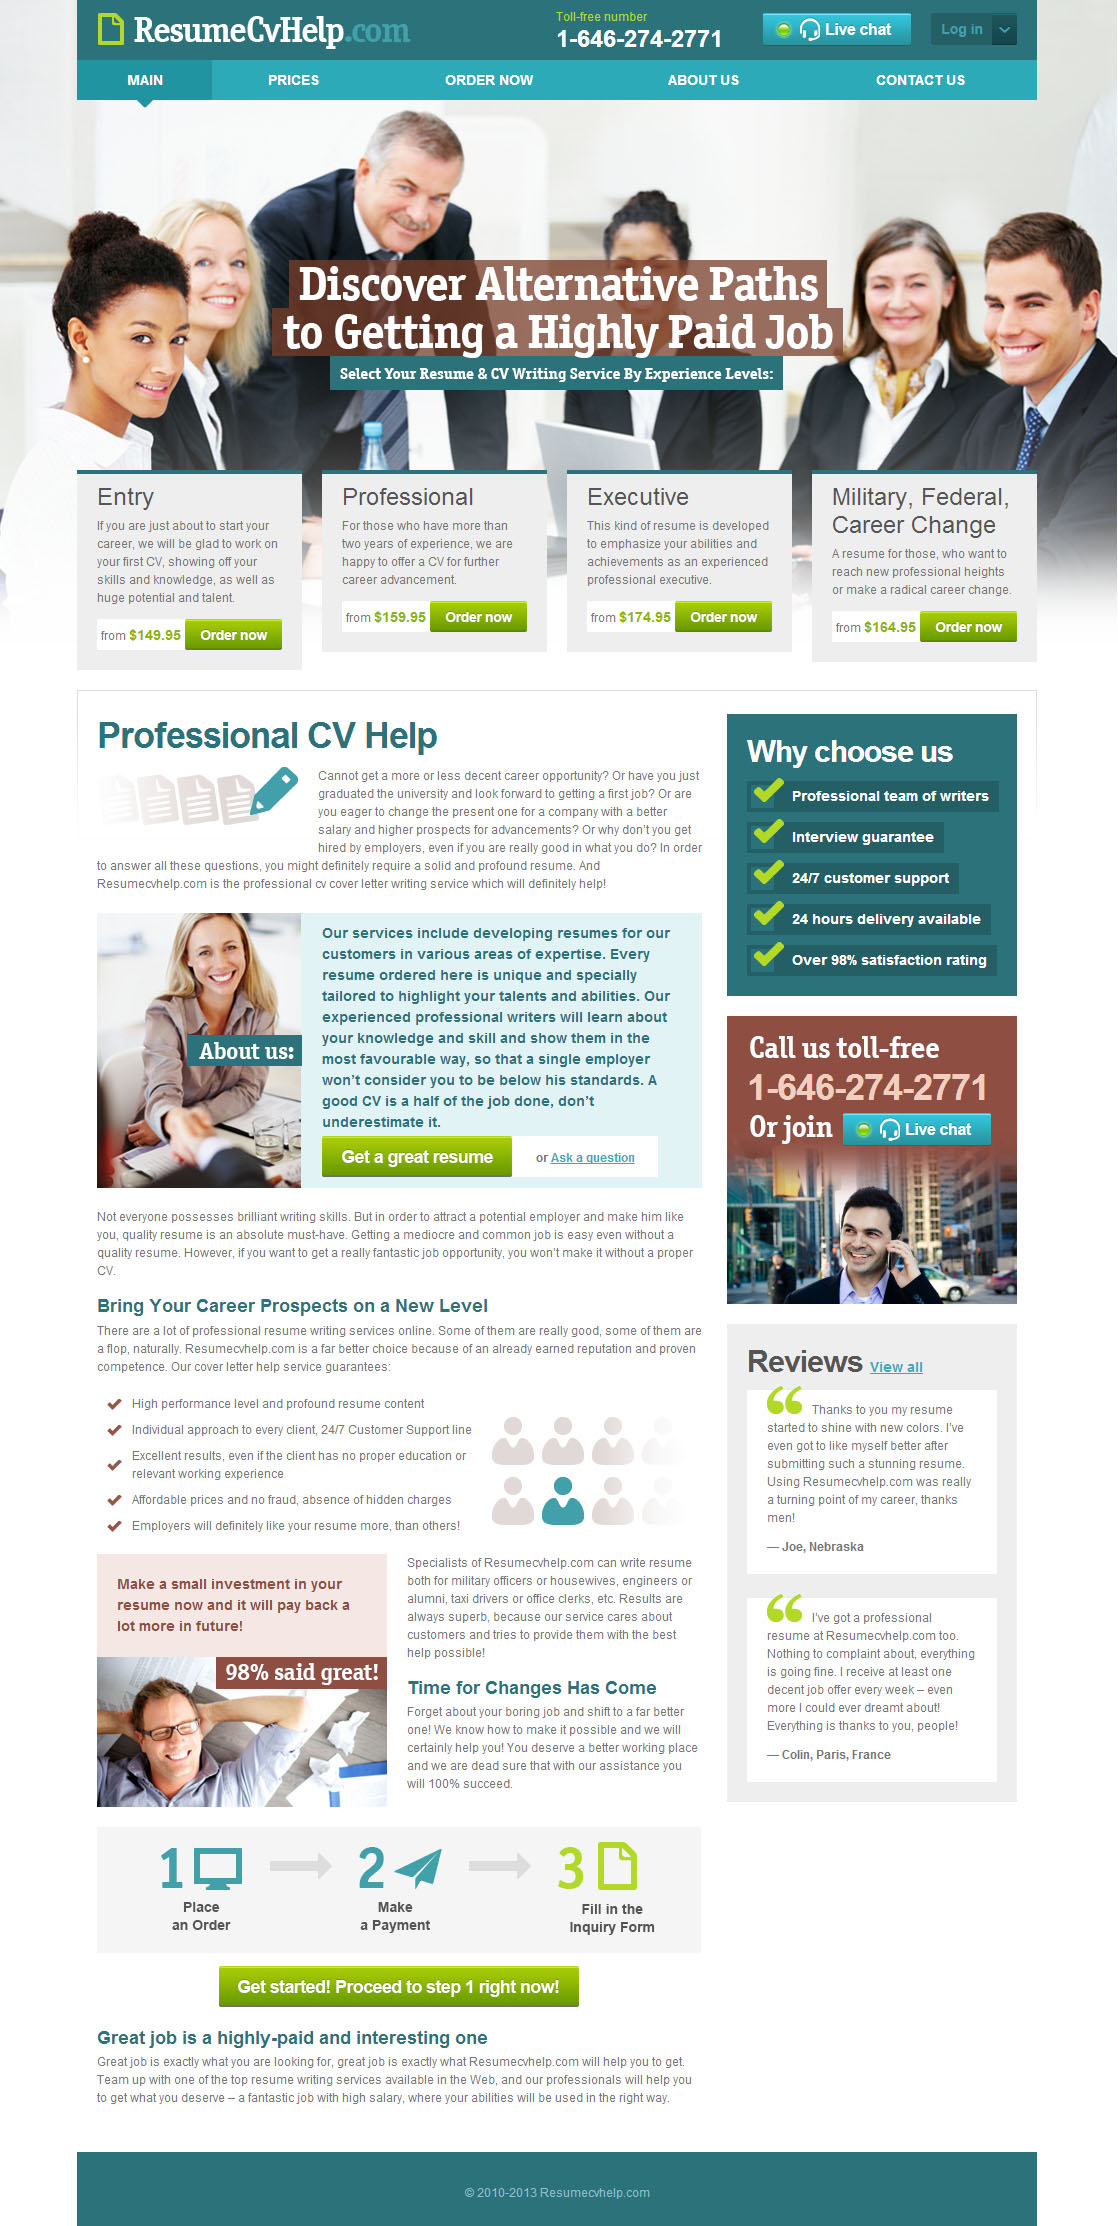 ResumeCvHelp.com
Toll-free number
1-646-274-2771
Live chat
Log in
MAIN
PRICES
ORDER NOW
ABOUT US
CONTACT US
Discover Alternative Paths
to Getting a Highly Paid Job
Select Your Resume & CV Writing Service By Experience Levels:
Entry
If you are just about to start your
career, we will be glad to work on
your first CV, showing off your
skills and knowledge, as well as
huge potential and talent.
from $149.95 Order now
Professional
For those who have more than
two years of experience, we are
happy to offer a CV for further
career advancement.
from $159.95 Order now
Executive
This kind of resume is developed
to emphasize your abilities and
achievements as an experienced
professional executive.
from $174.95 Order now
Military, Federal,
Career Change
A resume for those, who want to
reach new professional heights
or make a radical career change.
from $164.95 Order now
Professional CV Help
Cannot get a more or less decent career opportunity? Or have you just
graduated the university and look forward to getting a first job? Or are
you eager to change the present one for a company with a better
salary and higher prospects for advancements? Or why don't you get
hired by employers, even if you are really good in what you do? In order
to answer all these questions, you might definitely require a solid and profound resume. And
Resumecvhelp.com is the professional cv cover letter writing service which will definitely help!
About us:
Our services include developing resumes for our
customers in various areas of expertise. Every
resume ordered here is unique and specially
tailored to highlight your talents and abilities. Our
experienced professional writers will learn about
your knowledge and skill and show them in the
most favourable way, so that a single employer
won't consider you to be below his standards. A
good CV is a half of the job done, don't
underestimate it.
Get a great resume
or Ask a question
Not everyone possesses brilliant writing skills. But in order to attract a potential employer and make him like
you, quality resume is an absolute must-have. Getting a mediocre and common job is easy even without a
quality resume. However, if you want to get a really fantastic job opportunity, you won't make it without a proper
CV.
Bring Your Career Prospects on a New Level
There are a lot of professional resume writing services online. Some of them are really good, some of them are
a flop, naturally. Resumecvhelp.com is a far better choice because of an already earned reputation and proven
competence. Our cover letter help service guarantees:
High performance level and profound resume content
Individual approach to every client, 24/7 Customer Support line
Excellent results, even if the client has no proper education or
relevant working experience
Affordable prices and no fraud, absence of hidden charges
Employers will definitely like your resume more, than others!
Make a small investment in your
resume now and it will pay back a
lot more in future!
98% said great!
Specialists of Resumecvhelp.com can write resume
both for military officers or housewives, engineers or
alumni, taxi drivers or office clerks, etc. Results are
always superb, because our service cares about
customers and tries to provide them with the best
help possible!
Time for Changes Has Come
Forget about your boring job and shift to a far better
one! We know how to make it possible and we will
certainly help you! You deserve a better working place
and we are dead sure that with our assistance you
will 100% succeed.
1
Place
an Order
2
Make
a Payment
3
Fill in the
Inquiry Form
Get started! Proceed to step 1 right now!
Great job is a highly-paid and interesting one
Great job is exactly what you are looking for, great job is exactly what Resumecvhelp.com will help you to get.
Team up with one of the top resume writing services available in the Web, and our professionals will help you
to get what you deserve – a fantastic job with high salary, where your abilities will be used in the right way.
Why choose us
Professional team of writers
Interview guarantee
24/7 customer support
24 hours delivery available
Over 98% satisfaction rating
Call us toll-free
1-646-274-2771
Or join Live chat
Reviews View all
“ Thanks to you my resume
started to shine with new colors. I've
even got to like myself better after
submitting such a stunning resume.
Using Resumecvhelp.com was really
a turning point of my career, thanks
men!
— Joe, Nebraska
“ I've got a professional
resume at Resumecvhelp.com too.
Nothing to complaint about, everything
is going fine. I receive at least one
decent job offer every week – even
more I could ever dreamt about!
Everything is thanks to you, people!
— Colin, Paris, France
© 2010-2013 Resumecvhelp.com